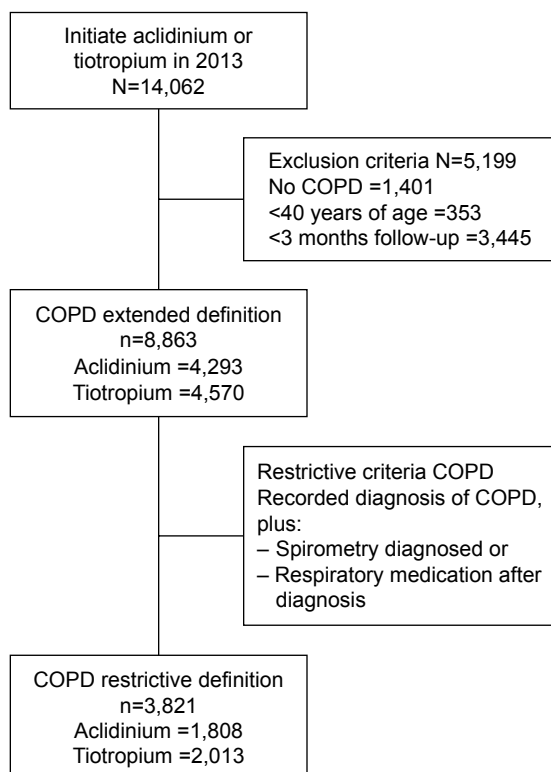 Initiate aclidinium or
tiotropium in 2013
N=14,062
Exclusion criteria N=5,199
No COPD =1,401
<40 years of age =353
<3 months follow-up =3,445
COPD extended definition
n=8,863
Aclidinium =4,293
Tiotropium =4,570
Restrictive criteria COPD
Recorded diagnosis of COPD,
plus:
– Spirometry diagnosed or
– Respiratory medication after
diagnosis
COPD restrictive definition
n=3,821
Aclidinium =1,808
Tiotropium =2,013